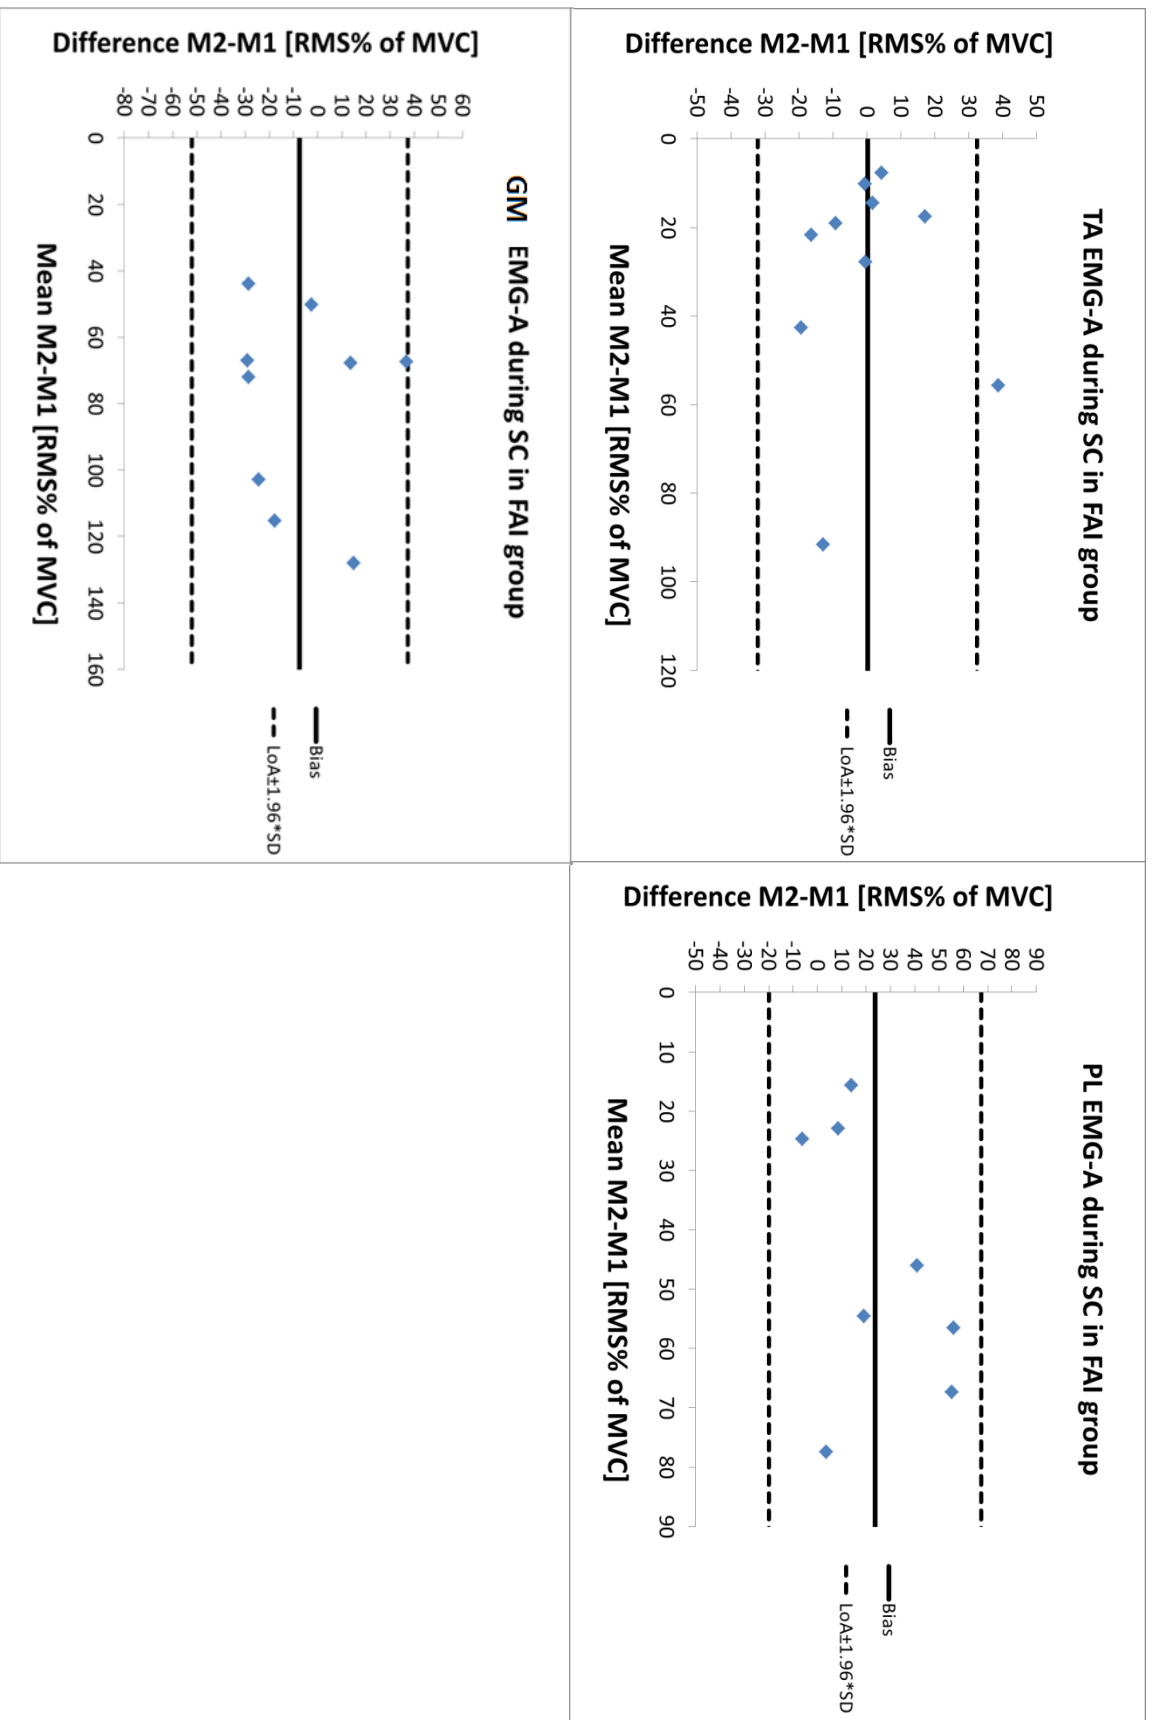 TA EMG-A during SC in FAI group
Difference M2-M1 [RMS% of MVC]
50
40
30
20
10
0
-10
-20
-30
-40
-50
0 20 40 60 80 100 120
Mean M2-M1 [RMS% of MVC]
Bias
LoA±1.96*SD
PL EMG-A during SC in FAI group
Difference M2-M1 [RMS% of MVC]
90
80
70
60
50
40
30
20
10
0
-10
-20
-30
-40
-50
0 10 20 30 40 50 60 70 80 90
Mean M2-M1 [RMS% of MVC]
Bias
LoA±1.96*SD
GM EMG-A during SC in FAI group
Difference M2-M1 [RMS% of MVC]
60
50
40
30
20
10
0
-10
-20
-30
-40
-50
-60
-70
-80
0 20 40 60 80 100 120 140 160
Mean M2-M1 [RMS% of MVC]
Bias
LoA±1.96*SD